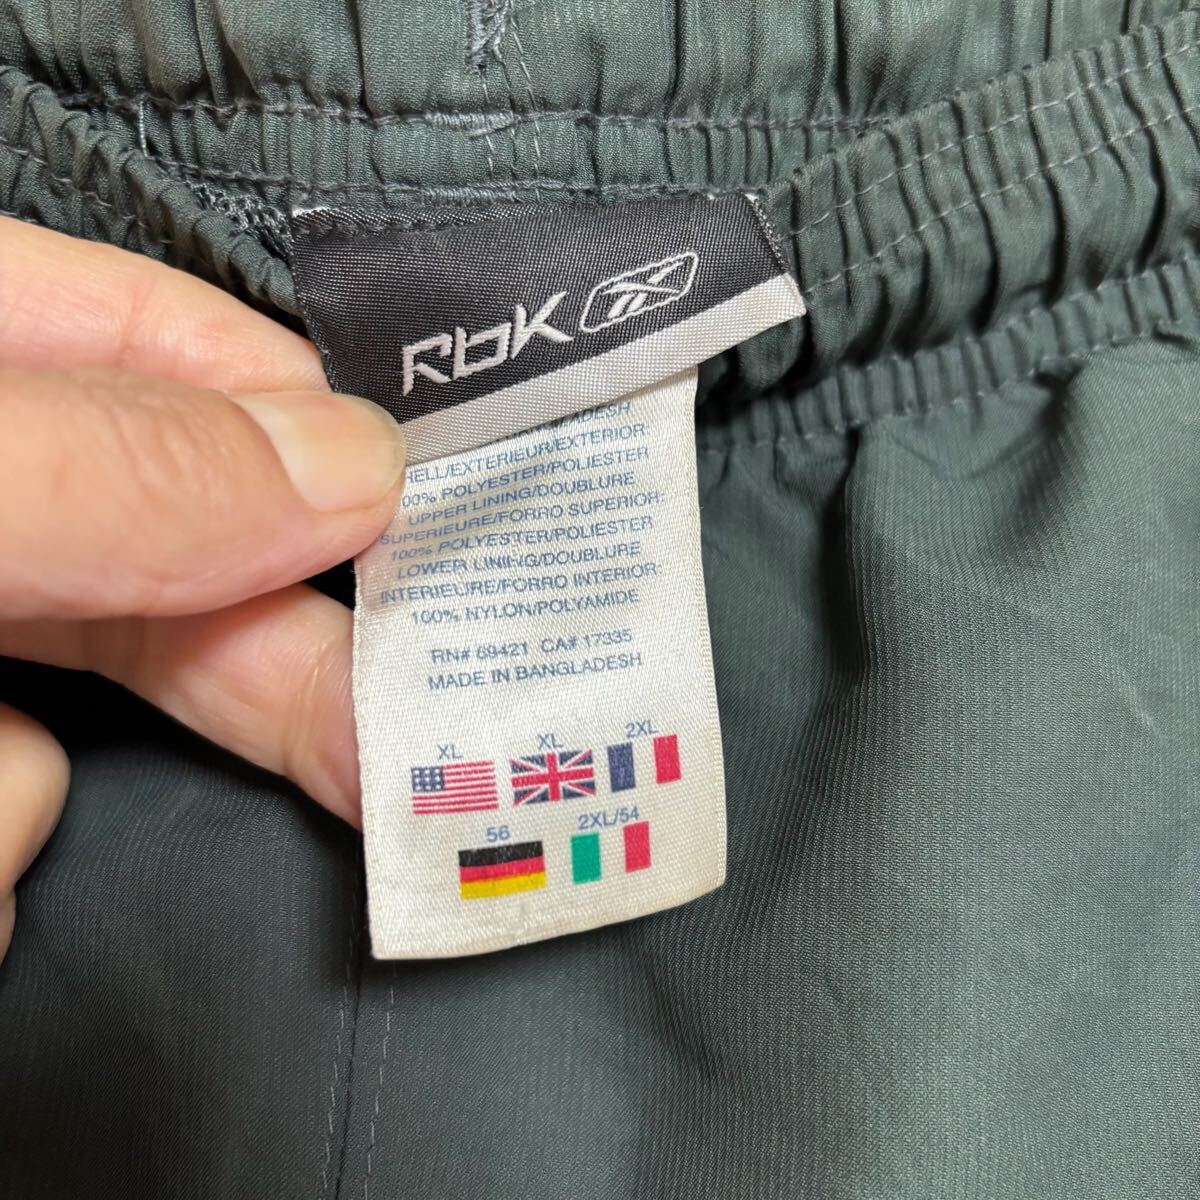 RbK
HELL/EXTERIEUR/EXTERIOR
100% POLYESTER/POLIESTER
UPPER LINING/DOUBLURE
SUPERIEURE/FORRO SUPERIOR:
100% POLYESTER/POLIESTER
LOWER LINING/DOUBLURE
INTERIEURE/FORRO INTERIOR:
100% NYLON/POLYAMIDE
RN# 69421 CA# 17335
MADE IN BANGLADESH
XL XL 2XL
56 2XL/54